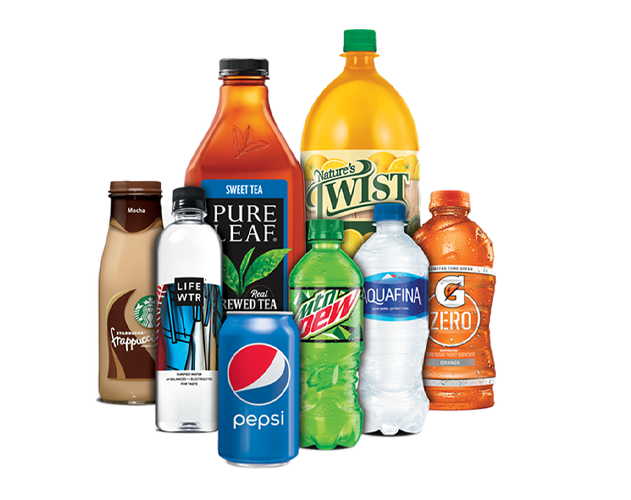 Nature's
TWIST
SWEET TEA
PURE
LEAF
Real
BREWED TEA
Mocha
STARBUCKS
frappuccino
LIFE
WTR
PURIFIED WATER
pH BALANCED + ELECTROLYTES
FOR TASTE
pepsi
mtn
DEW
AQUAFINA
G
ZERO
ORANGE